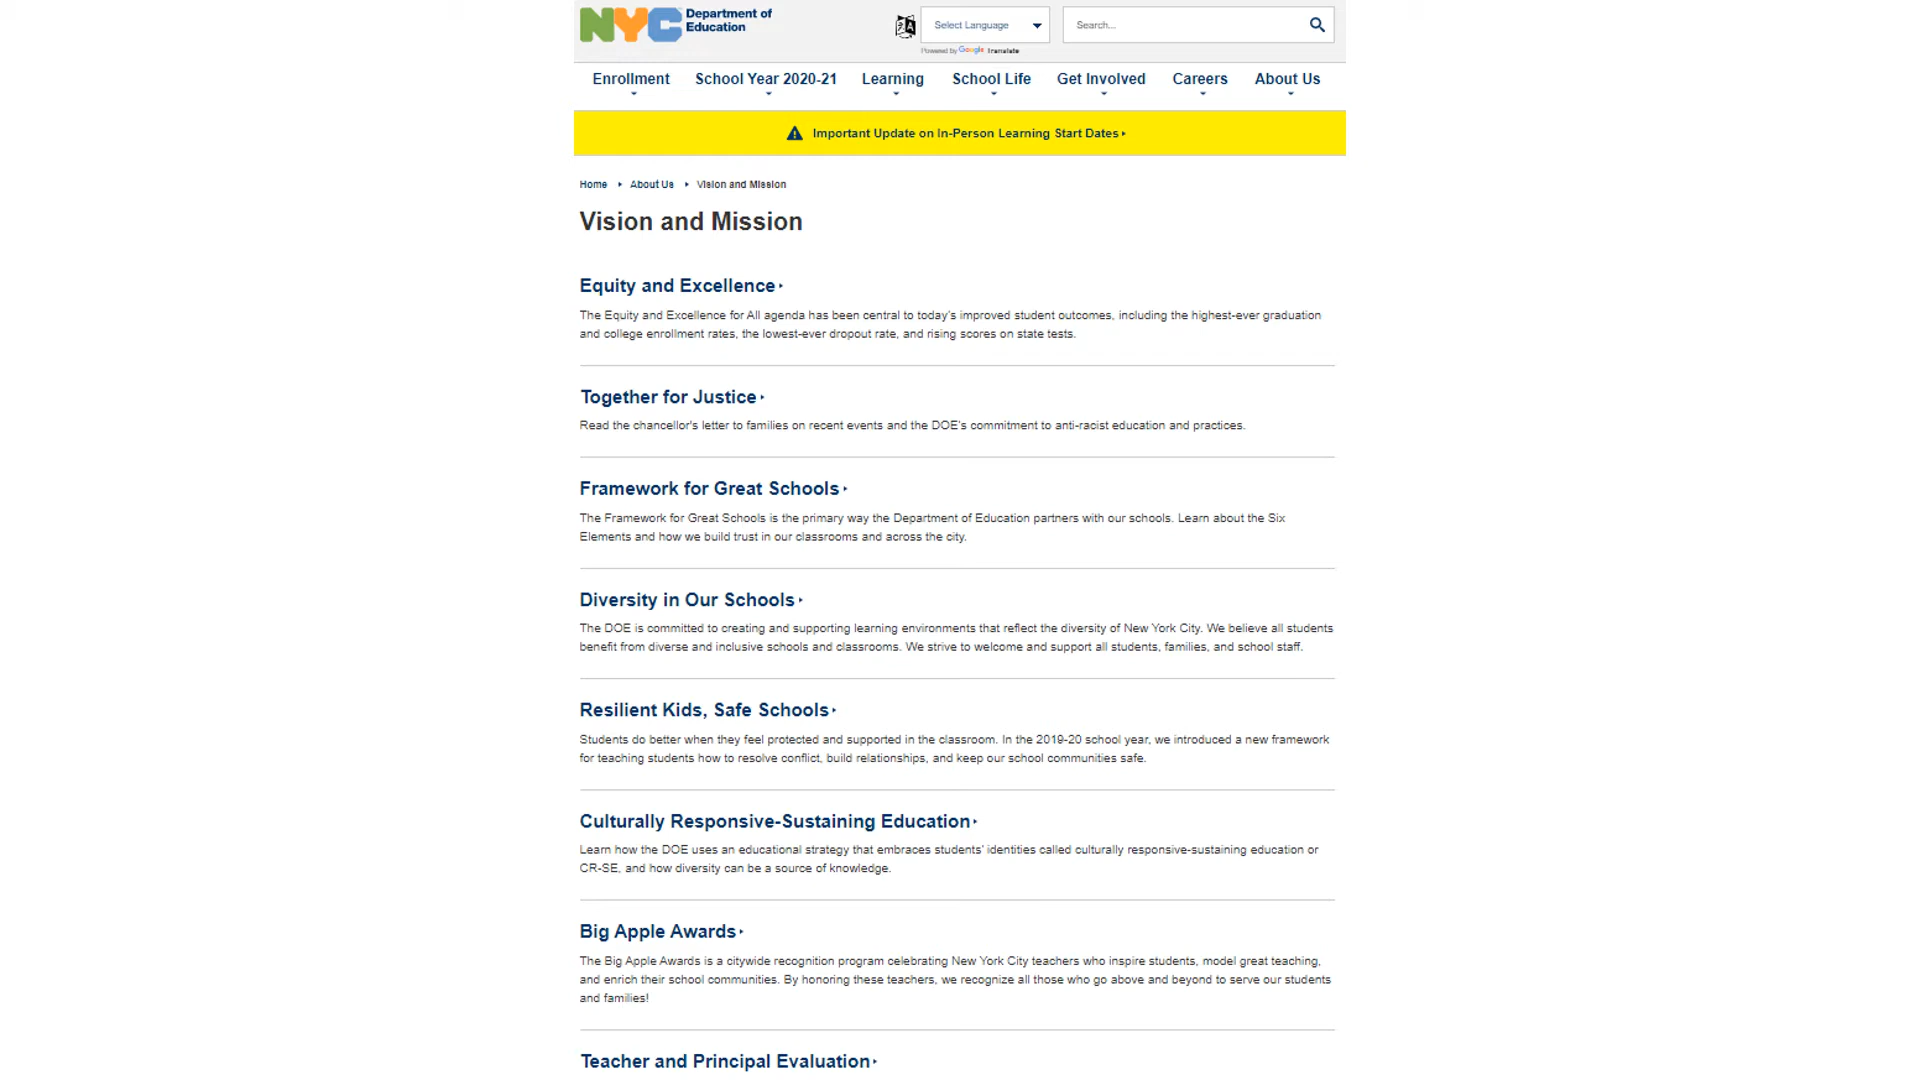 NYC Department of
Education
Select Language
Search...
Powered by Google Translate
Enrollment School Year 2020-21 Learning School Life Get Involved Careers About Us
Important Update on In-Person Learning Start Dates
Home About Us Vision and Mission
Vision and Mission
Equity and Excellence
The Equity and Excellence for All agenda has been central to today's improved student outcomes, including the highest-ever graduation
and college enrollment rates, the lowest-ever dropout rate, and rising scores on state tests.
Together for Justice
Read the chancellor's letter to families on recent events and the DOE's commitment to anti-racist education and practices.
Framework for Great Schools
The Framework for Great Schools is the primary way the Department of Education partners with our schools. Learn about the Six
Elements and how we build trust in our classrooms and across the city.
Diversity in Our Schools
The DOE is committed to creating and supporting learning environments that reflect the diversity of New York City. We believe all students
benefit from diverse and inclusive schools and classrooms. We strive to welcome and support all students, families, and school staff.
Resilient Kids, Safe Schools
Students do better when they feel protected and supported in the classroom. In the 2019-20 school year, we introduced a new framework
for teaching students how to resolve conflict, build relationships, and keep our school communities safe.
Culturally Responsive-Sustaining Education
Learn how the DOE uses an educational strategy that embraces students' identities called culturally responsive-sustaining education or
CR-SE, and how diversity can be a source of knowledge.
Big Apple Awards
The Big Apple Awards is a citywide recognition program celebrating New York City teachers who inspire students, model great teaching,
and enrich their school communities. By honoring these teachers, we recognize all those who go above and beyond to serve our students
and families!
Teacher and Principal Evaluation